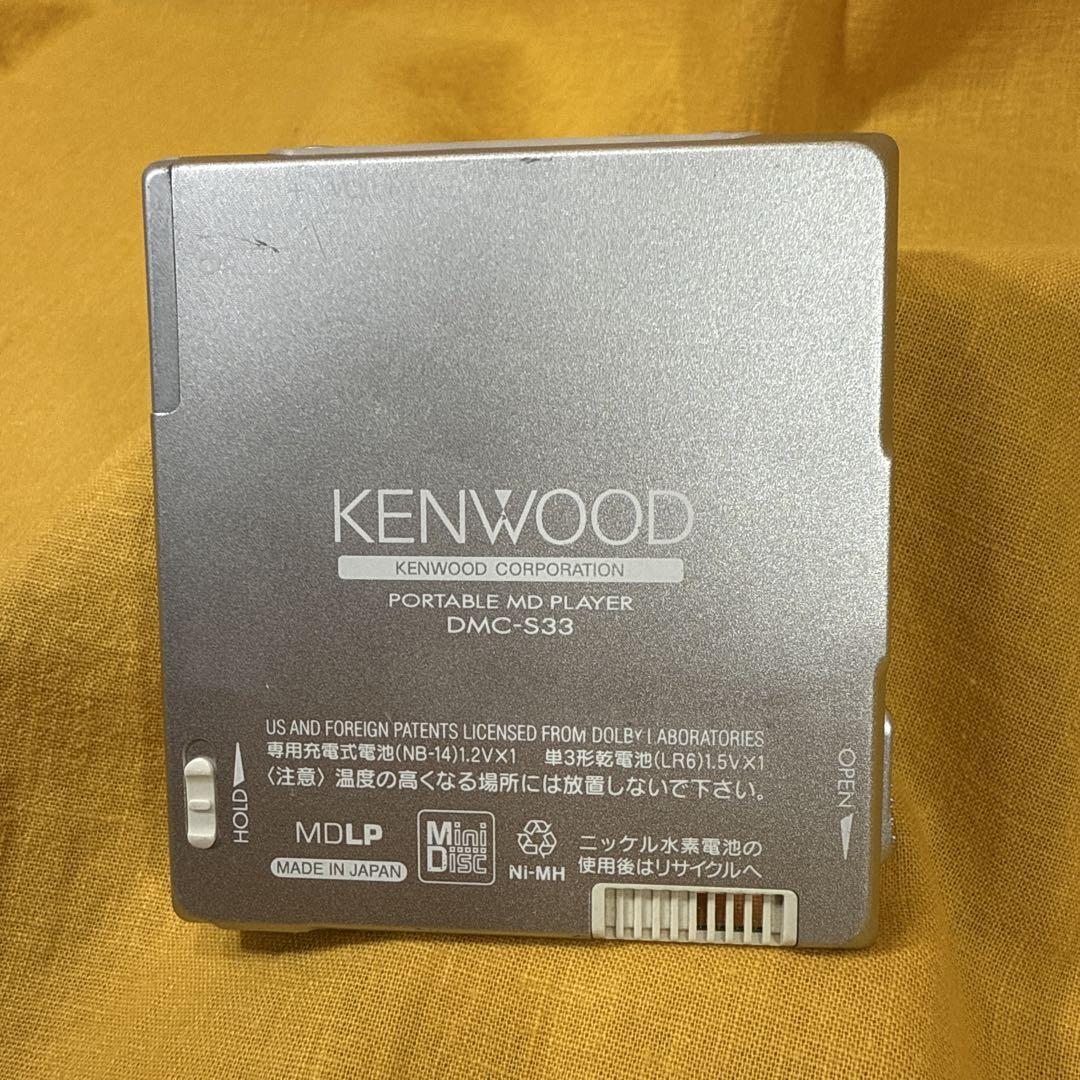 KENWOOD
KENWOOD CORPORATION
PORTABLE MD PLAYER
DMC-S33
US AND FOREIGN PATENTS LICENSED FROM DOLBY LABORATORIES
専用充電式電池(NB-14)1.2V×1 単3形乾電池(LR6)1.5V×1
〈注意〉温度の高くなる場所には放置しないで下さい。
HOLD
OPEN
MDLP
MADE IN JAPAN
Mini
Disc
Ni-MH
ニッケル水素電池の
使用後はリサイクルへ